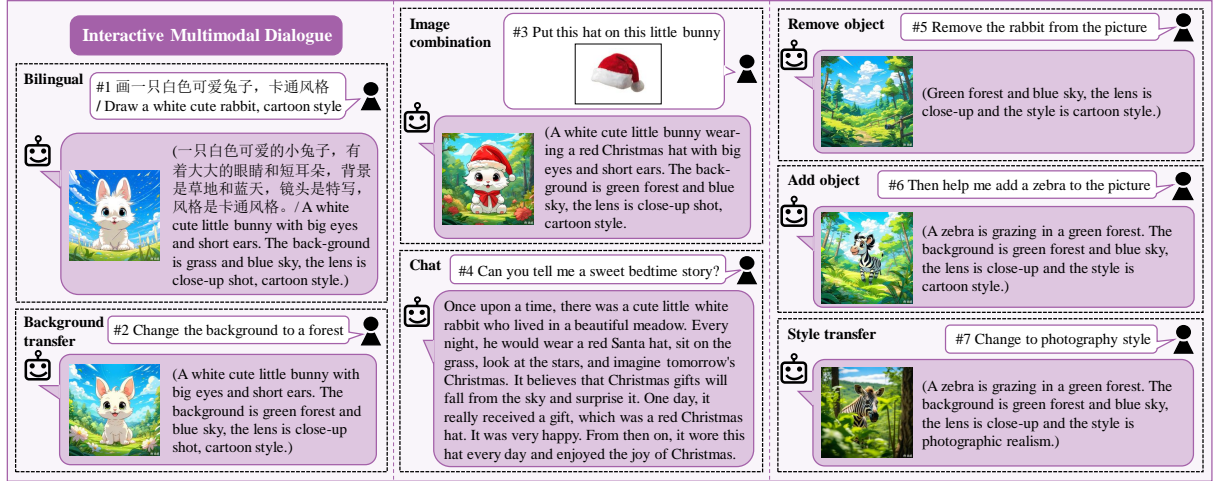 Interactive Multimodal Dialogue
Bilingual
#1 画一只白色可爱兔子，卡通风格
/ Draw a white cute rabbit, cartoon style
(一只白色可爱的小兔子，有
着大大的眼睛和短耳朵，背景
是草地和蓝天，镜头是特写，
风格是卡通风格。/ A white
cute little bunny with big eyes
and short ears. The back-ground
is grass and blue sky, the lens is
close-up shot, cartoon style.)
Background
transfer
#2 Change the background to a forest
(A white cute little bunny with
big eyes and short ears. The
background is green forest and
blue sky, the lens is close-up
shot, cartoon style.)
Image
combination
#3 Put this hat on this little bunny
(A white cute little bunny wear-
ing a red Christmas hat with big
eyes and short ears. The back-
ground is green forest and blue
sky, the lens is close-up shot,
cartoon style.
Chat
#4 Can you tell me a sweet bedtime story?
Once upon a time, there was a cute little white
rabbit who lived in a beautiful meadow. Every
night, he would wear a red Santa hat, sit on the
grass, look at the stars, and imagine tomorrow's
Christmas. It believes that Christmas gifts will
fall from the sky and surprise it. One day, it
really received a gift, which was a red Christmas
hat. It was very happy. From then on, it wore this
hat every day and enjoyed the joy of Christmas.
Remove object
#5 Remove the rabbit from the picture
(Green forest and blue sky, the lens is
close-up and the style is cartoon style.)
Add object
#6 Then help me add a zebra to the picture
(A zebra is grazing in a green forest. The
background is green forest and blue sky,
the lens is close-up and the style is
cartoon style.)
Style transfer
#7 Change to photography style
(A zebra is grazing in a green forest. The
background is green forest and blue sky,
the lens is close-up and the style is
photographic realism.)